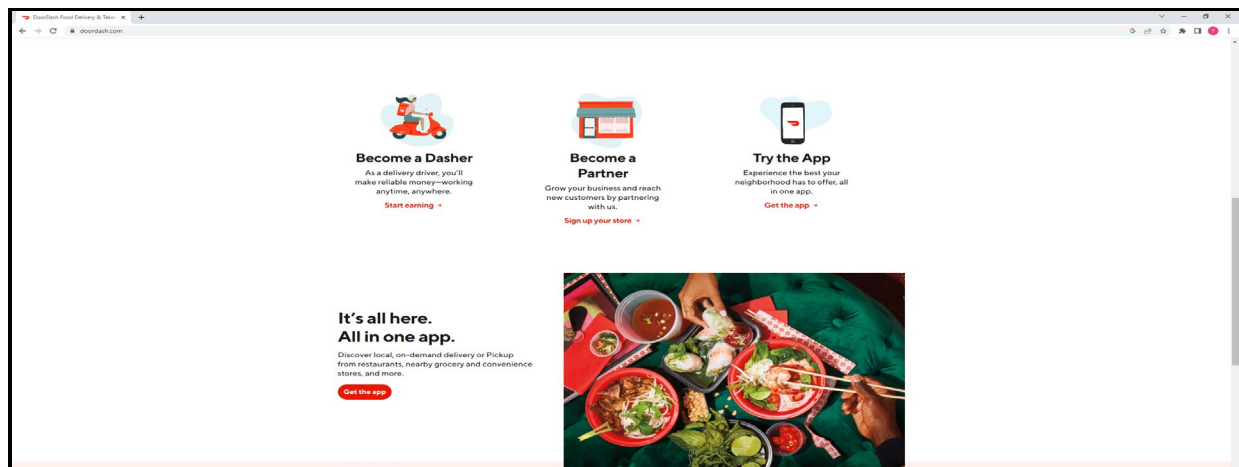 DoorDash Food Delivery & Take
doordash.com
Become a Dasher
As a delivery driver, you'll
make reliable money—working
anytime, anywhere.
Start earning →
Become a
Partner
Grow your business and reach
new customers by partnering
with us.
Sign up your store →
Try the App
Experience the best your
neighborhood has to offer, all
in one app.
Get the app →
It's all here.
All in one app.
Discover local, on-demand delivery or Pickup
from restaurants, nearby grocery and convenience
stores, and more.
Get the app